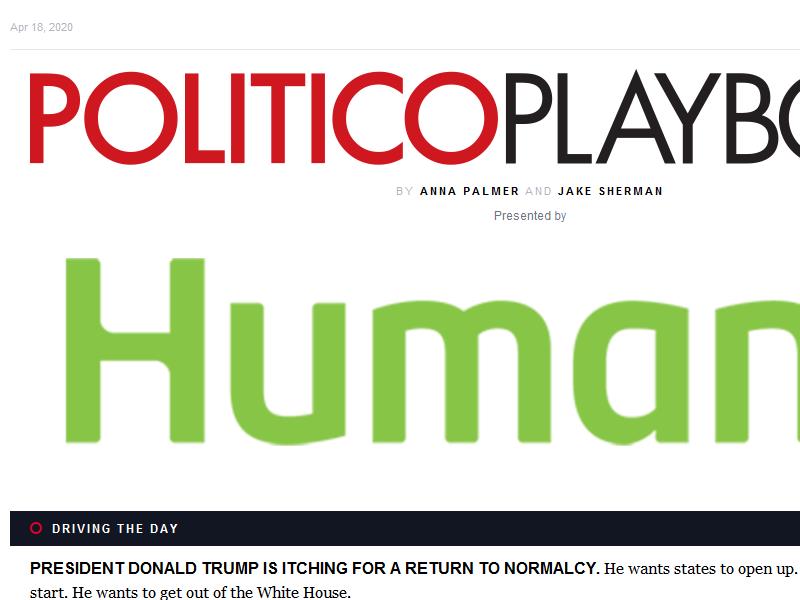 Apr 18, 2020
POLITICOPLAYBO
BY ANNA PALMER AND JAKE SHERMAN
Presented by
Human
DRIVING THE DAY
PRESIDENT DONALD TRUMP IS ITCHING FOR A RETURN TO NORMALCY. He wants states to open up.
start. He wants to get out of the White House.